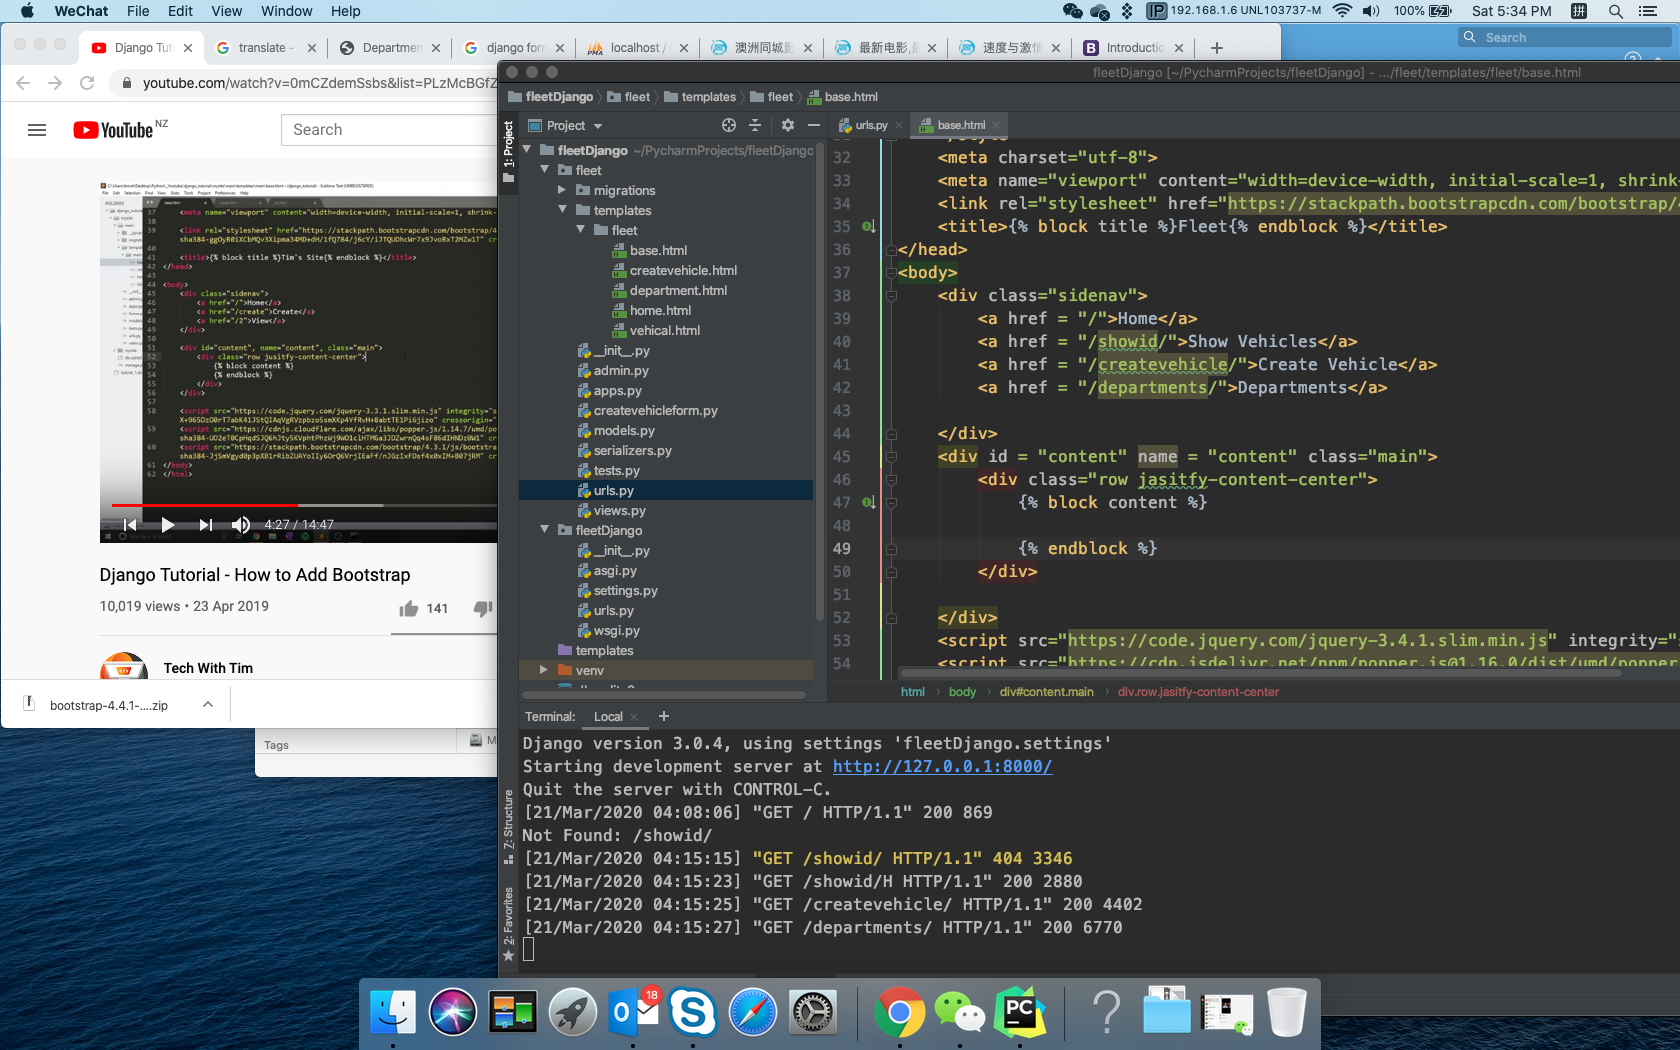 WeChat File Edit View Window Help
192.168.1.6 UNL103737-M 100% Sat 5:34 PM 拼
Django Tut
translate -
Departmen
django forn
localhost /
澳洲同城影
最新电影,最
速度与激情
Introductio
Search
youtube.com/watch?v=0mCZdemSsbs&list=PLzMcBGfZ
YouTube NZ
Search
4:27 / 14:47
Django Tutorial - How to Add Bootstrap
10,019 views • 23 Apr 2019
141
Tech With Tim
bootstrap-4.4.1-....zip
Tags
fleetDjango [~/PycharmProjects/fleetDjango] - .../fleet/templates/fleet/base.html
fleetDjango fleet templates fleet base.html
1: Project
Project
fleetDjango ~/PycharmProjects/fleetDjango
fleet
migrations
templates
fleet
base.html
createvehicle.html
department.html
home.html
vehical.html
__init__.py
admin.py
apps.py
createvehicleform.py
models.py
serializers.py
tests.py
urls.py
views.py
fleetDjango
__init__.py
asgi.py
settings.py
urls.py
wsgi.py
templates
venv
urls.py
base.html
32 <meta charset="utf-8">
33 <meta name="viewport" content="width=device-width, initial-scale=1, shrink-
34 <link rel="stylesheet" href="https://stackpath.bootstrapcdn.com/bootstrap/4
35 <title>{% block title %}Fleet{% endblock %}</title>
36 </head>
37 <body>
38 <div class="sidenav">
39 <a href = "/">Home</a>
40 <a href = "/showid/">Show Vehicles</a>
41 <a href = "/createvehicle/">Create Vehicle</a>
42 <a href = "/departments/">Departments</a>
43
44 </div>
45 <div id = "content" name = "content" class="main">
46 <div class="row jasitfy-content-center">
47 {% block content %}
48
49 {% endblock %}
50 </div>
51
52 </div>
53 <script src="https://code.jquery.com/jquery-3.4.1.slim.min.js" integrity="s
54 <script src="https://cdn.jsdelivr.net/npm/popper.js@1.16.0/dist/umd/popper
html body div#content.main div.row.jasitfy-content-center
Terminal: Local +
Django version 3.0.4, using settings 'fleetDjango.settings'
Starting development server at http://127.0.0.1:8000/
Quit the server with CONTROL-C.
[21/Mar/2020 04:08:06] "GET / HTTP/1.1" 200 869
Not Found: /showid/
[21/Mar/2020 04:15:15] "GET /showid/ HTTP/1.1" 404 3346
[21/Mar/2020 04:15:23] "GET /showid/H HTTP/1.1" 200 2880
[21/Mar/2020 04:15:25] "GET /createvehicle/ HTTP/1.1" 200 4402
[21/Mar/2020 04:15:27] "GET /departments/ HTTP/1.1" 200 6770
7: Structure
2: Favorites
18
PC